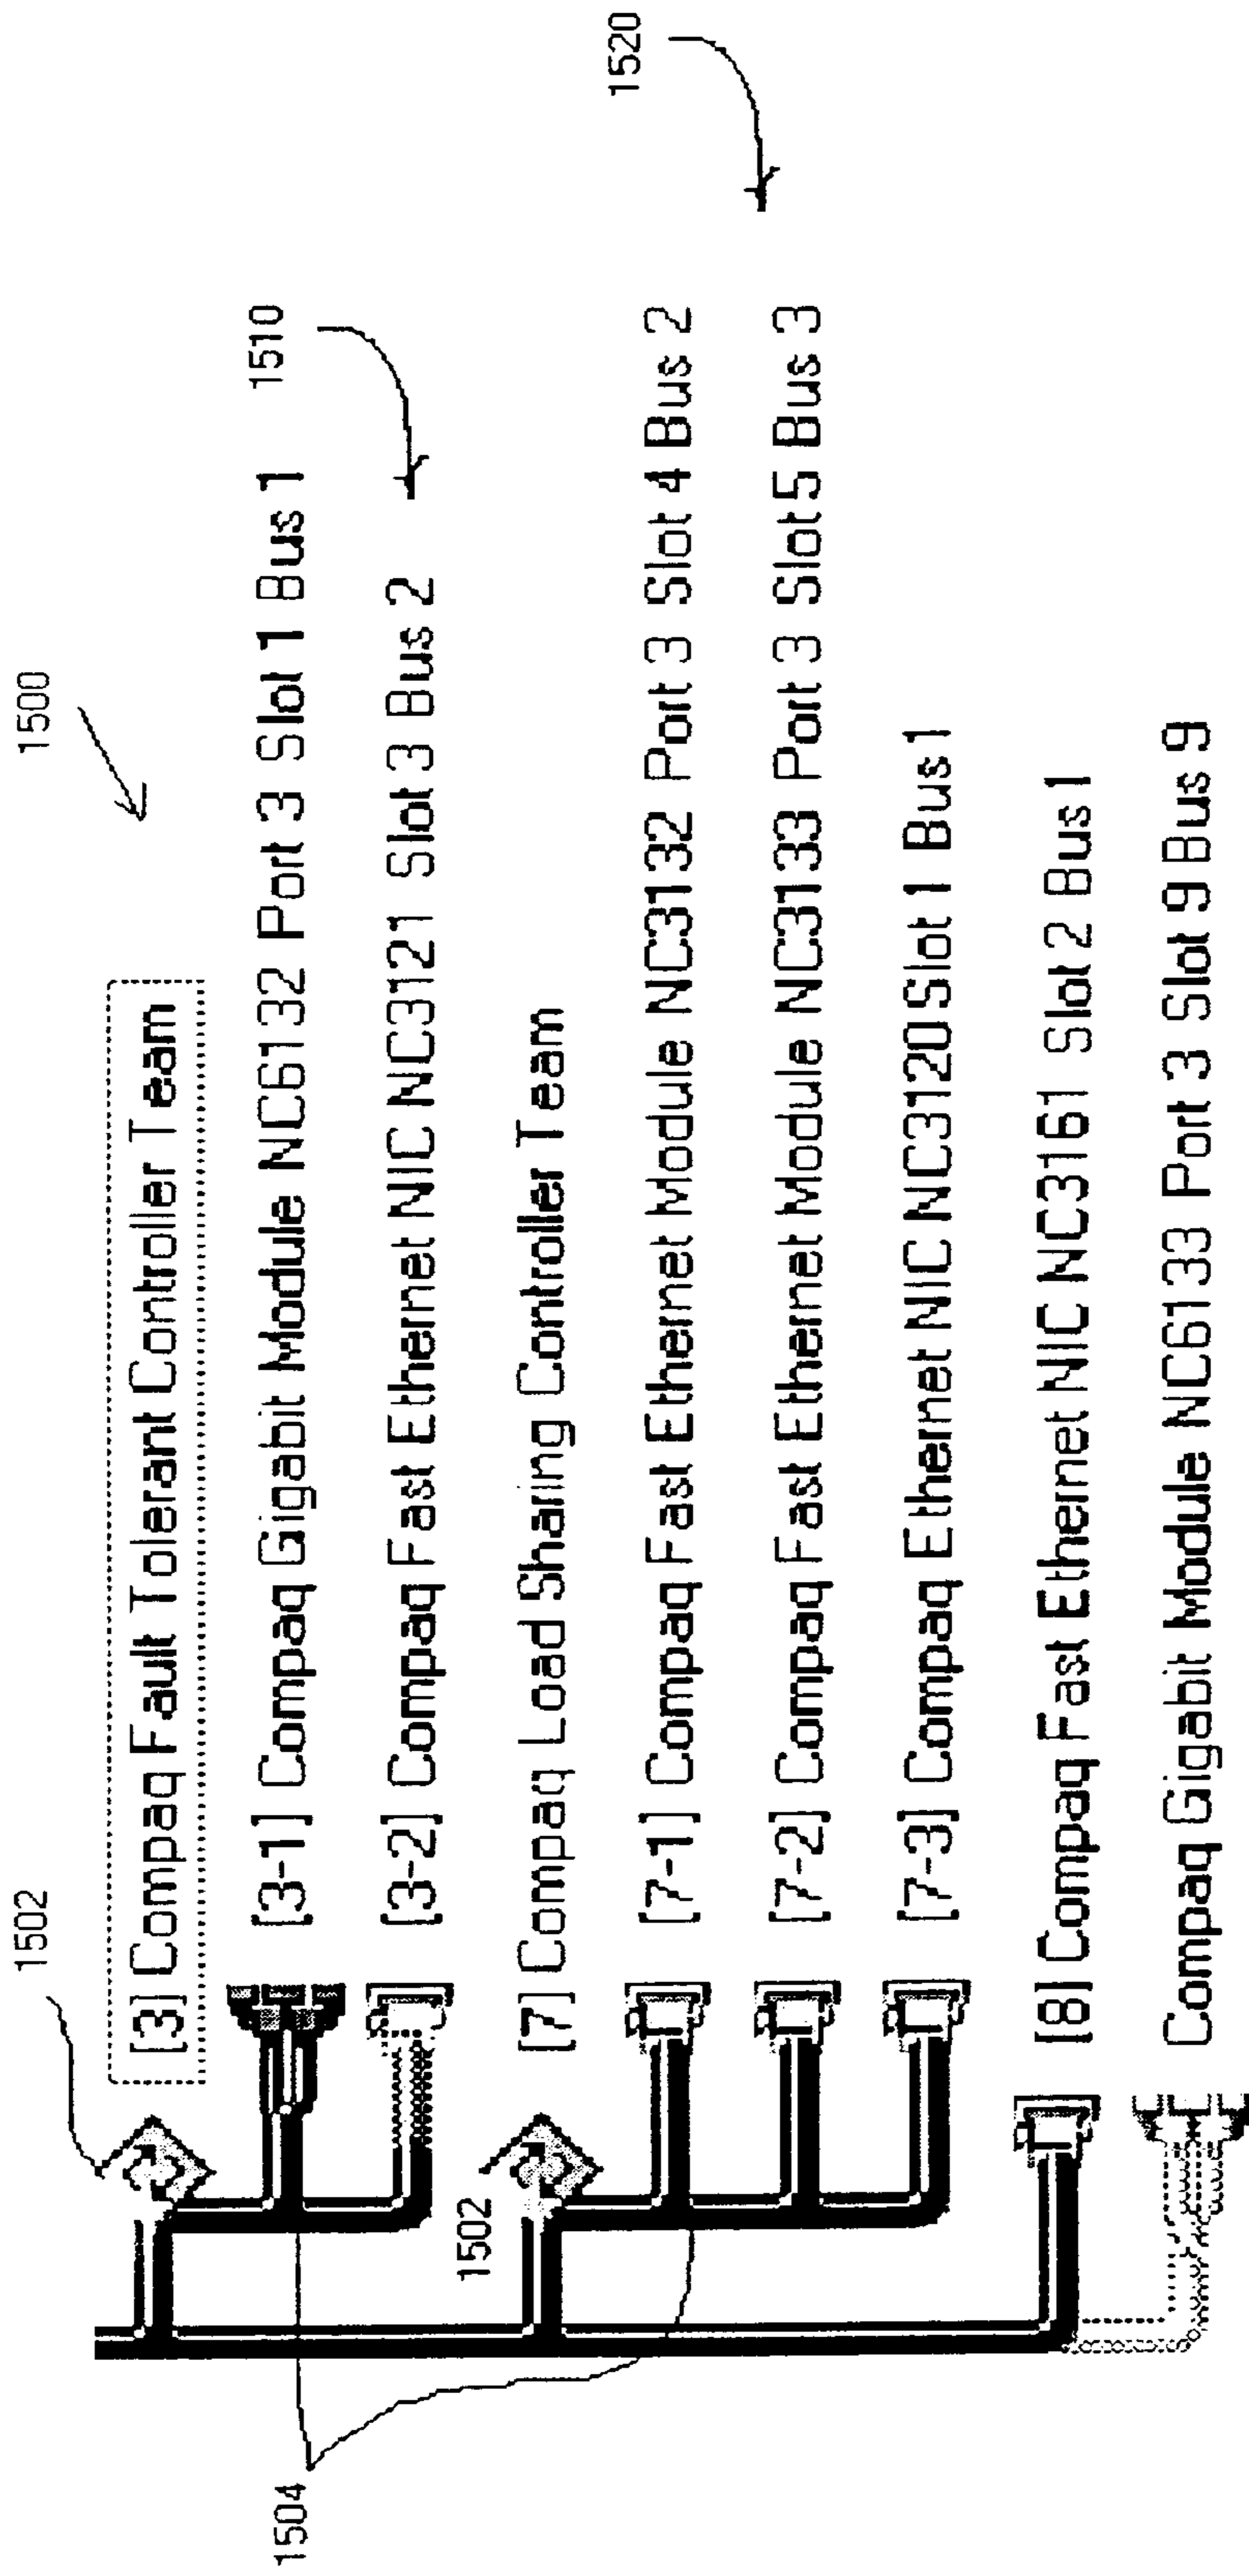 1500
1502
[3] Compaq Fault Tolerant Controller Team
[3-1] Compaq Gigabit Module NC6132 Port 3 Slot 1 Bus 1
1510
[3-2] Compaq Fast Ethernet NIC NC3121 Slot 3 Bus 2
1502
[7] Compaq Load Sharing Controller Team
1520
[7-1] Compaq Fast Ethernet Module NC3132 Port 3 Slot 4 Bus 2
[7-2] Compaq Fast Ethernet Module NC3133 Port 3 Slot 5 Bus 3
[7-3] Compaq Ethernet NIC NC3120 Slot 1 Bus 1
[8] Compaq Fast Ethernet NIC NC3161 Slot 2 Bus 1
Compaq Gigabit Module NC6133 Port 3 Slot 9 Bus 9
1504